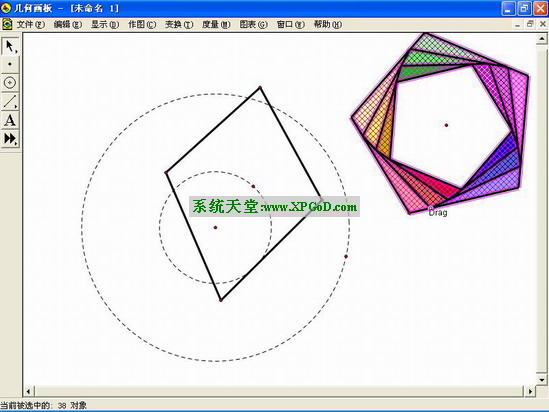 几何画板 - [未命名 1]
文件(F) 编辑(E) 显示(D) 作图(C) 变换(T) 度量(M) 图表(G) 窗口(W) 帮助(H)
A
系统天堂:www.XPGoD.com
Drag
当前被选中的: 38 对象